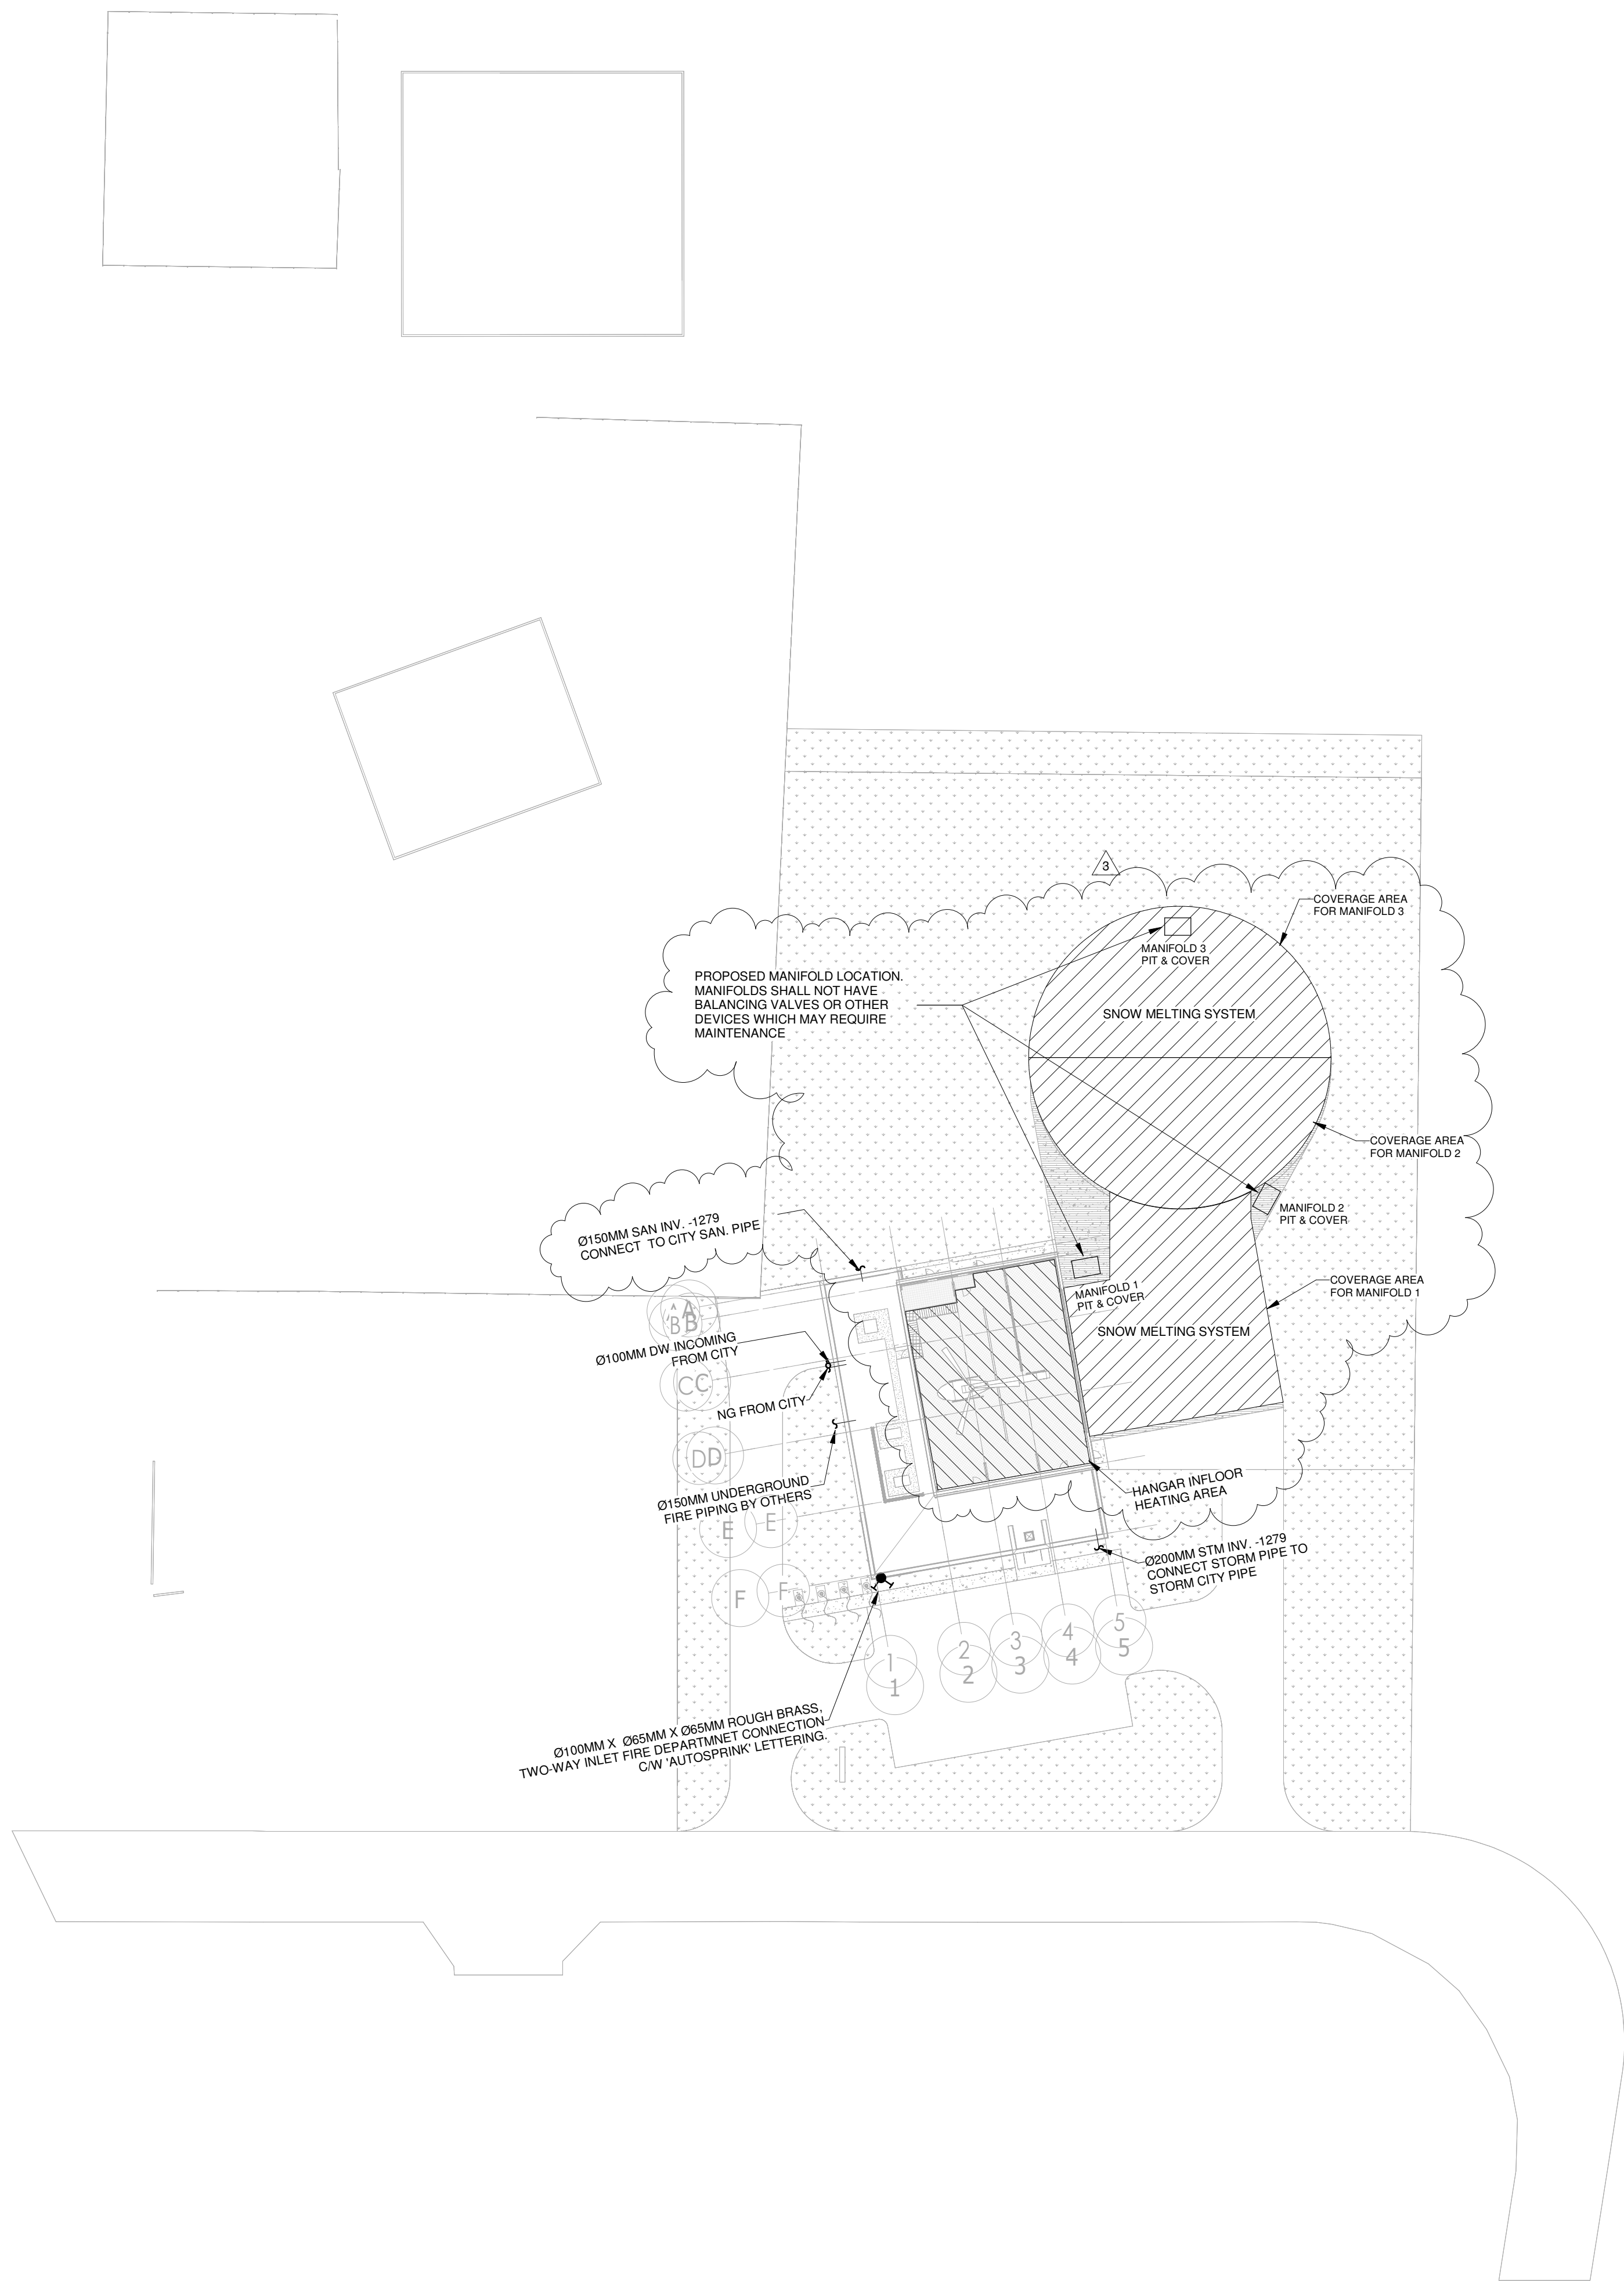 3
COVERAGE AREA
FOR MANIFOLD 3
MANIFOLD 3
PIT & COVER
PROPOSED MANIFOLD LOCATION.
MANIFOLDS SHALL NOT HAVE
BALANCING VALVES OR OTHER
DEVICES WHICH MAY REQUIRE
MAINTENANCE
SNOW MELTING SYSTEM
COVERAGE AREA
FOR MANIFOLD 2
MANIFOLD 2
PIT & COVER
Ø150MM SAN INV. -1279
CONNECT TO CITY SAN. PIPE
COVERAGE AREA
FOR MANIFOLD 1
MANIFOLD 1
PIT & COVER
SNOW MELTING SYSTEM
A A
B B
Ø100MM DW INCOMING
FROM CITY
C C
NG FROM CITY
D D
Ø150MM UNDERGROUND
FIRE PIPING BY OTHERS
HANGAR INFLOOR
HEATING AREA
E E
Ø200MM STM INV. -1279
CONNECT STORM PIPE TO
STORM CITY PIPE
F F
1 2 3 4 5
1 2 3 4 5
Ø100MM X Ø65MM X Ø65MM ROUGH BRASS,
TWO-WAY INLET FIRE DEPARTMNET CONNECTION
C/W 'AUTOSPRINK' LETTERING.